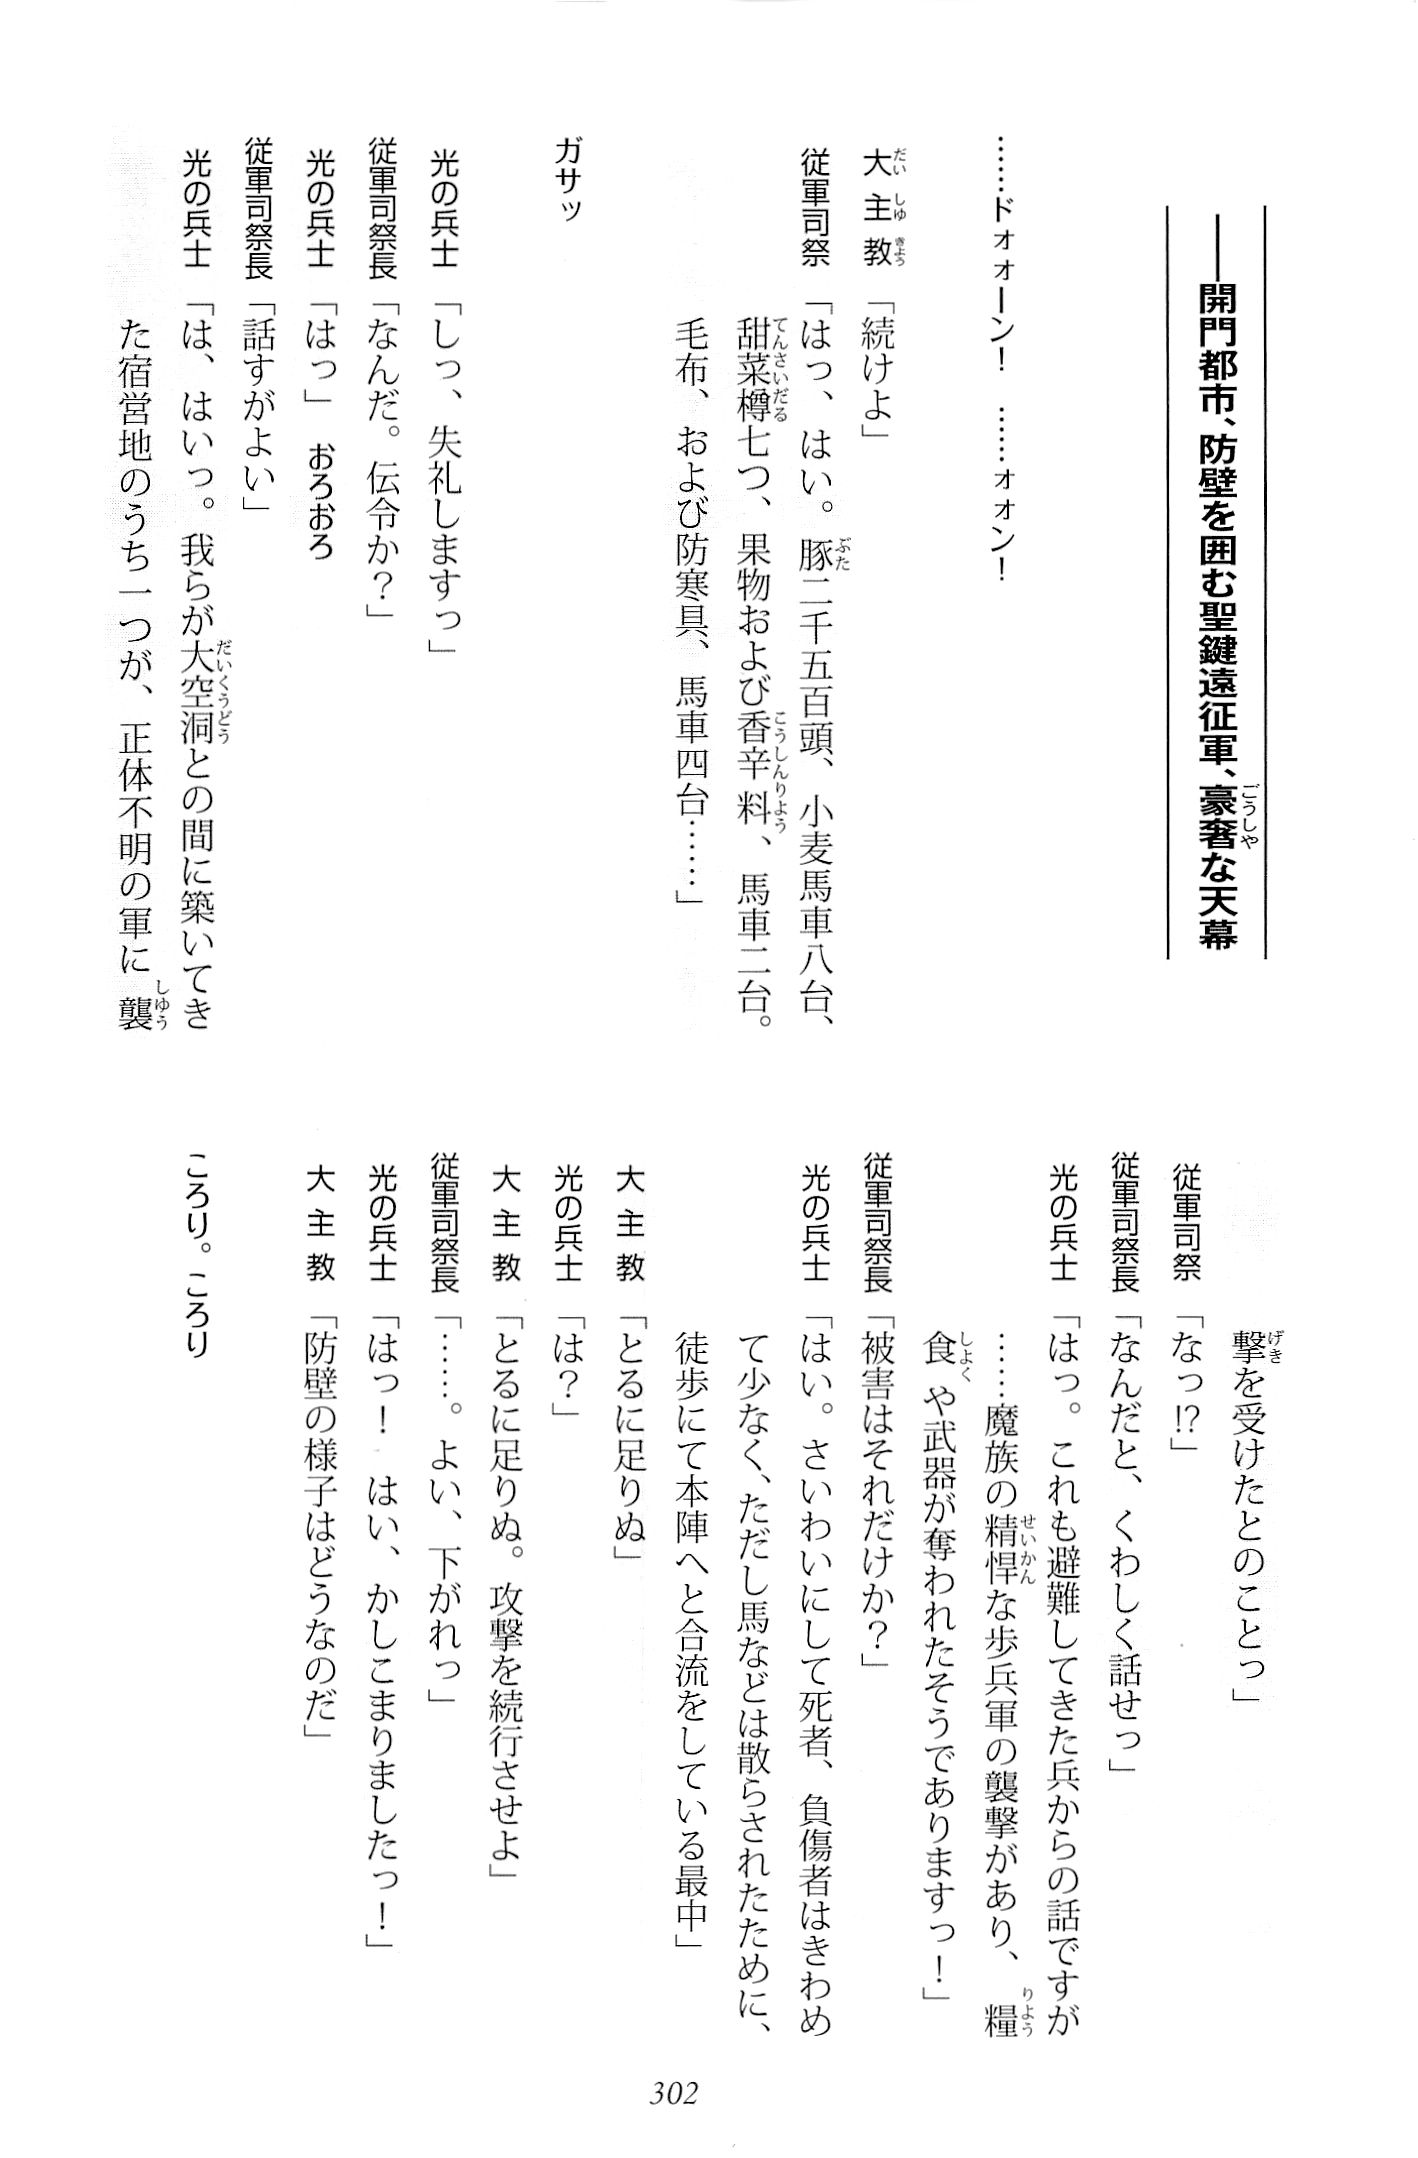 ――開門都市、防壁を囲む聖鍵遠征軍、豪奢な天幕
……ドォォーン！　……ォォン！
大主教「続けよ」
従軍司祭「はっ、はい。豚二千五百頭、小麦馬車八台、
甜菜樽七つ、果物および香辛料、馬車二台。
毛布、および防寒具、馬車四台……」
ガサッ
光の兵士「しっ、失礼しますっ」
従軍司祭長「なんだ。伝令か？」
光の兵士「はっ」　おろおろ
従軍司祭長「話すがよい」
光の兵士「は、はいっ。我らが大空洞との間に築いてき
た宿営地のうち一つが、正体不明の軍に襲
撃を受けたとのことっ」
従軍司祭「なっ!?」
従軍司祭長「なんだと、くわしく話せっ」
光の兵士「はっ。これも避難してきた兵からの話ですが
……魔族の精悍な歩兵軍の襲撃があり、糧
食や武器が奪われたそうでありますっ！」
従軍司祭長「被害はそれだけか？」
光の兵士「はい。さいわいにして死者、負傷者はきわめ
て少なく、ただし馬などは散らされたために、
徒歩にて本陣へと合流をしている最中」
大主教「とるに足りぬ」
光の兵士「は？」
大主教「とるに足りぬ。攻撃を続行させよ」
従軍司祭長「……。よい、下がれっ」
光の兵士「はっ！　はい、かしこまりましたっ！」
大主教「防壁の様子はどうなのだ」
ころり。ころり
302